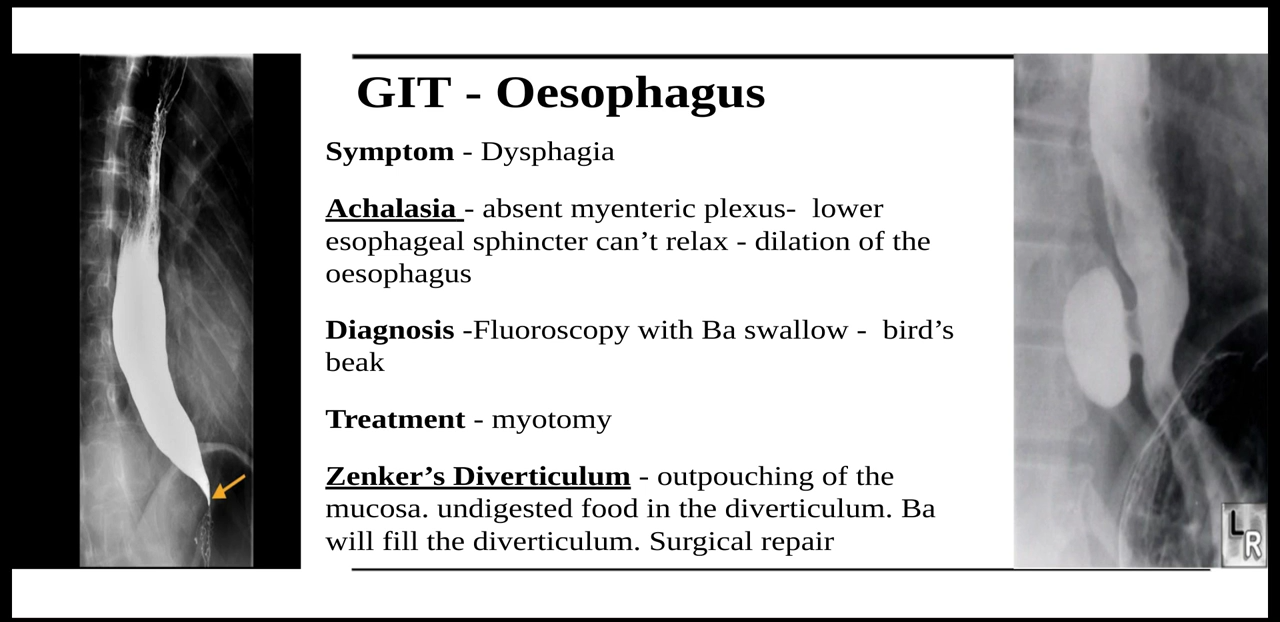 GIT - Oesophagus
Symptom - Dysphagia
Achalasia - absent myenteric plexus-  lower
esophageal sphincter can’t relax - dilation of the
oesophagus
Diagnosis -Fluoroscopy with Ba swallow -  bird’s
beak
Treatment - myotomy
Zenker’s Diverticulum - outpouching of the
mucosa. undigested food in the diverticulum. Ba
will fill the diverticulum. Surgical repair
L
R